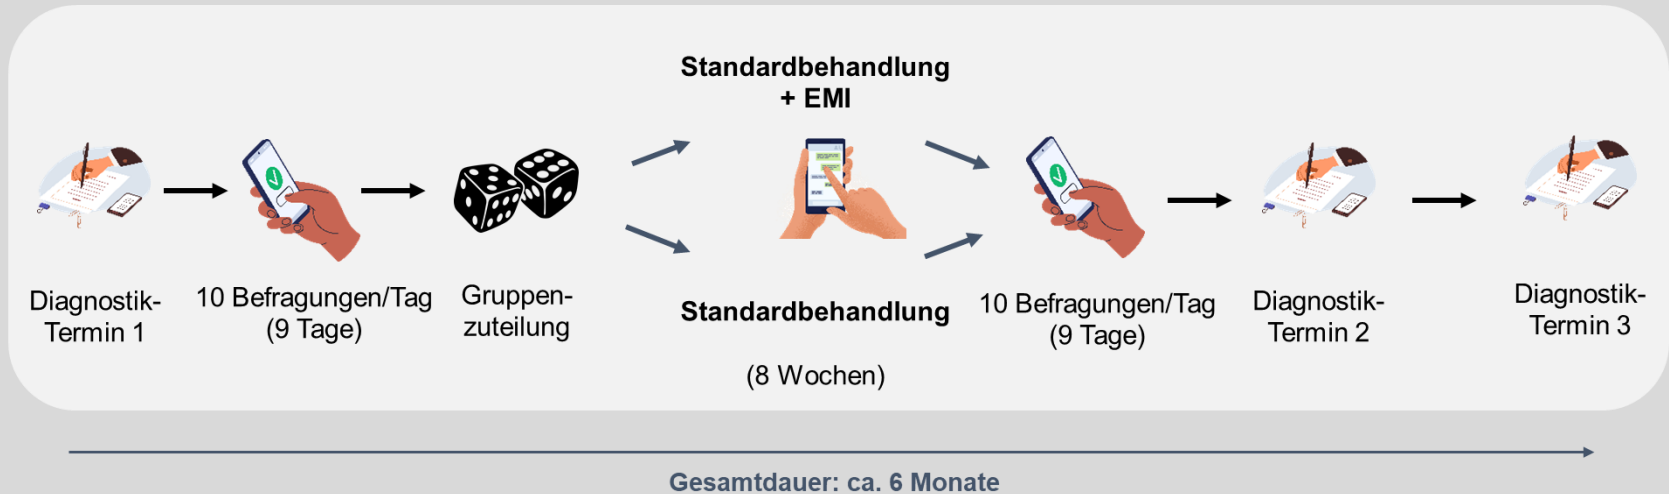 Standardbehandlung
+ EMI
Diagnostik-
Termin 1
10 Befragungen/Tag
(9 Tage)
Gruppen-
zuteilung
Standardbehandlung
(8 Wochen)
10 Befragungen/Tag
(9 Tage)
Diagnostik-
Termin 2
Diagnostik-
Termin 3
Gesamtdauer: ca. 6 Monate